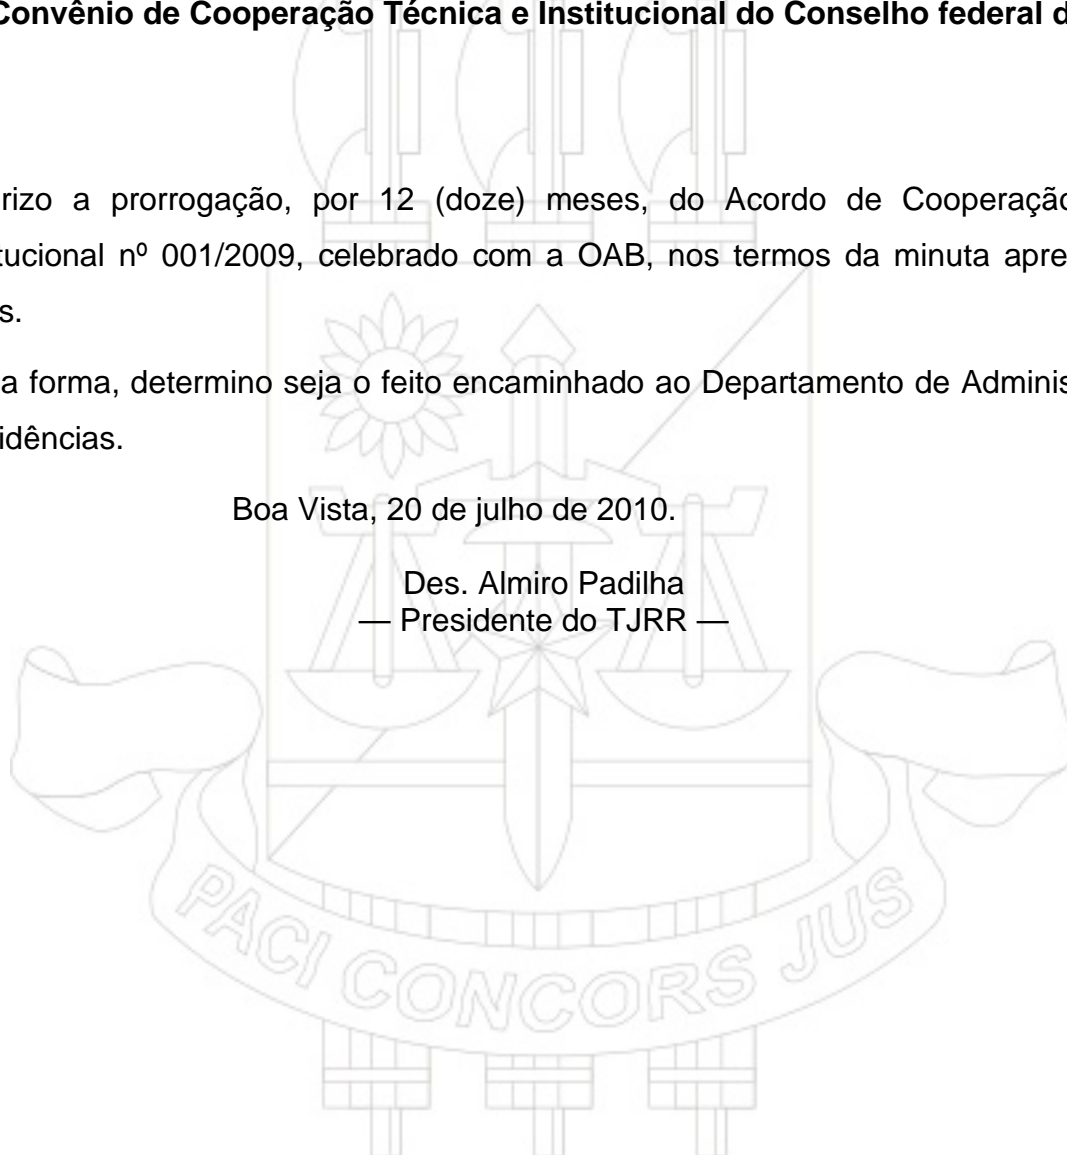 Convênio de Cooperação Técnica e Institucional do Conselho federal d
rizo a prorrogação, por 12 (doze) meses, do Acordo de Cooperação
tucional nº 001/2009, celebrado com a OAB, nos termos da minuta apre
s.
a forma, determino seja o feito encaminhado ao Departamento de Adminis
idências.
Boa Vista, 20 de julho de 2010.
Des. Almiro Padilha
— Presidente do TJRR —
PACI CONCORS JUS